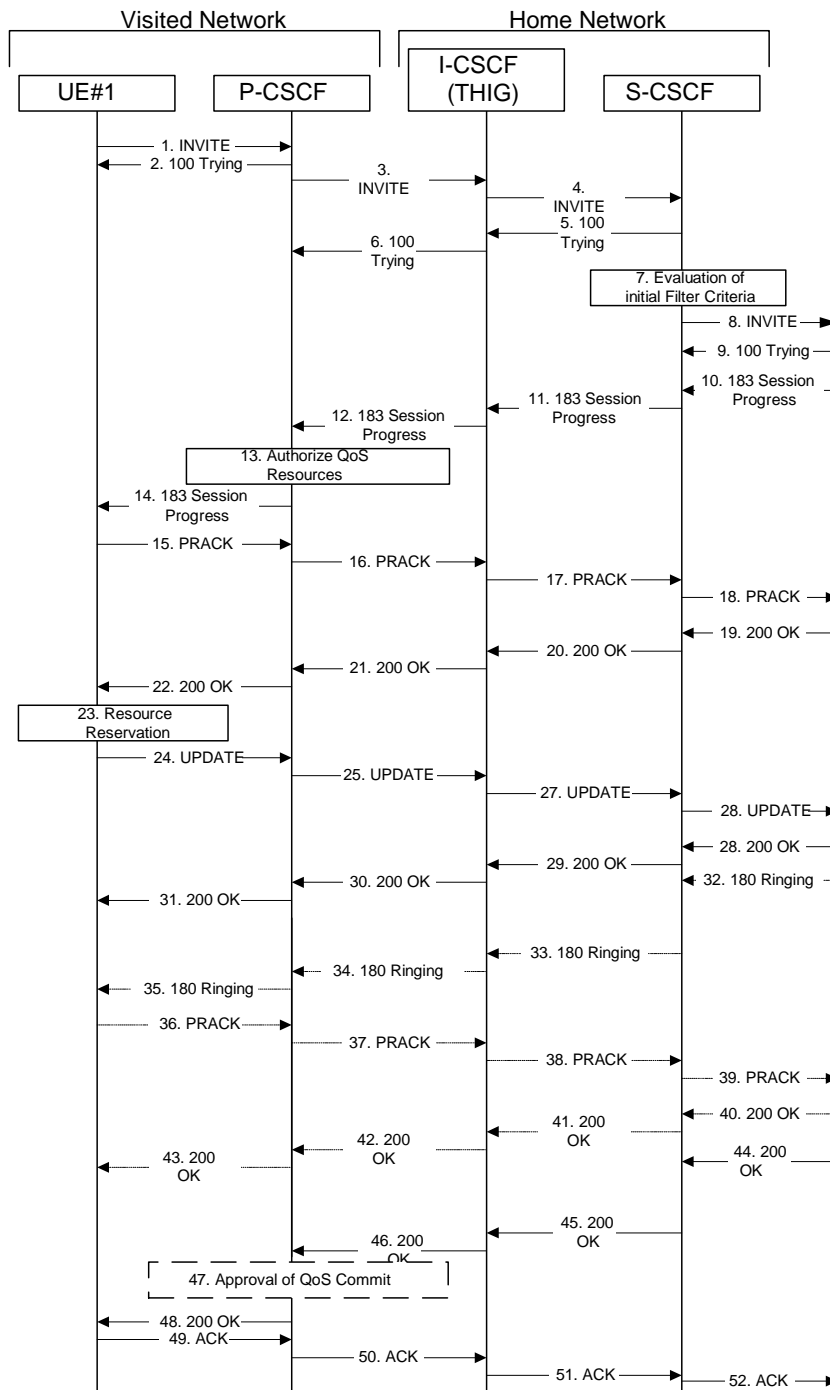 Visited Network
Home Network
UE#1
P-CSCF
I-CSCF
(THIG)
S-CSCF
1. INVITE
2. 100 Trying
3.
INVITE
4.
INVITE
5. 100
Trying
6. 100
Trying
7. Evaluation of
initial Filter Criteria
8. INVITE
9. 100 Trying
10. 183 Session
Progress
11. 183 Session
Progress
12. 183 Session
Progress
13. Authorize QoS
Resources
14. 183 Session
Progress
15. PRACK
16. PRACK
17. PRACK
18. PRACK
19. 200 OK
20. 200 OK
21. 200 OK
22. 200 OK
23. Resource
Reservation
24. UPDATE
25. UPDATE
27. UPDATE
28. UPDATE
28. 200 OK
29. 200 OK
30. 200 OK
32. 180 Ringing
31. 200 OK
33. 180 Ringing
34. 180 Ringing
35. 180 Ringing
36. PRACK
37. PRACK
38. PRACK
39. PRACK
40. 200 OK
41. 200
OK
42. 200
OK
43. 200
OK
44. 200
OK
45. 200
OK
46. 200
OK
47. Approval of QoS Commit
48. 200 OK
49. ACK
50. ACK
51. ACK
52. ACK